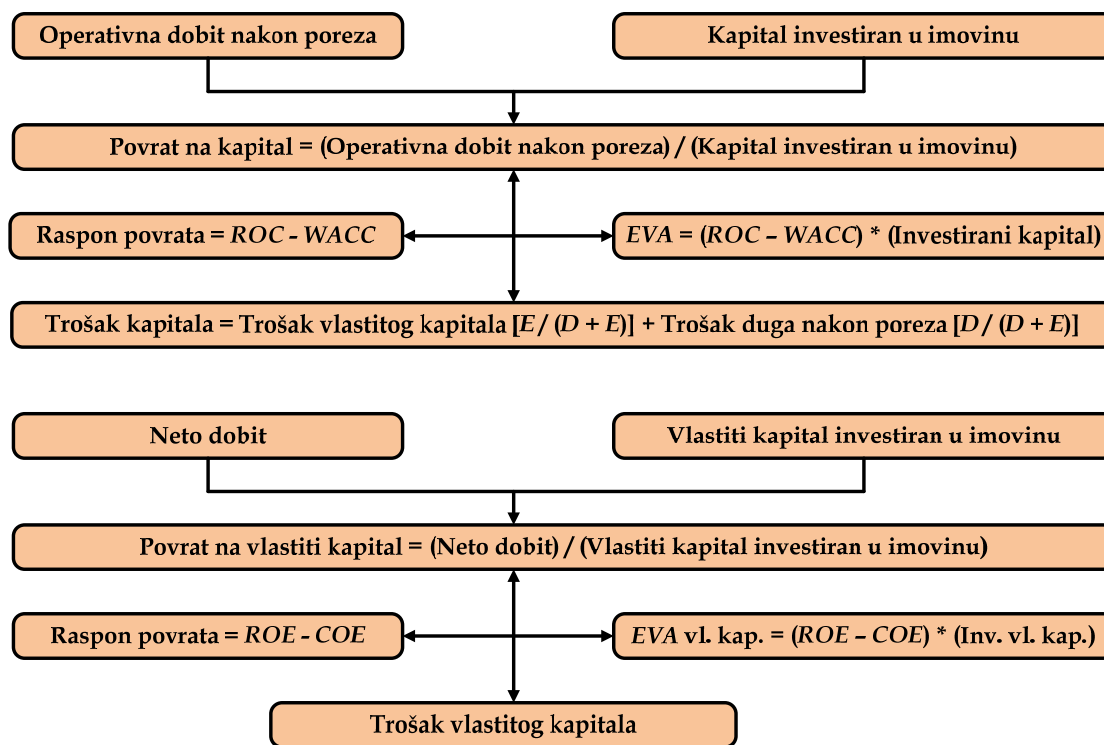 Operativna dobit nakon poreza
Kapital investiran u imovinu
Povrat na kapital = (Operativna dobit nakon poreza) / (Kapital investiran u imovinu)
Raspon povrata = ROC - WACC
EVA = (ROC – WACC) * (Investirani kapital)
Trošak kapitala = Trošak vlastitog kapitala [E / (D + E)] + Trošak duga nakon poreza [D / (D + E)]
Neto dobit
Vlastiti kapital investiran u imovinu
Povrat na vlastiti kapital = (Neto dobit) / (Vlastiti kapital investiran u imovinu)
Raspon povrata = ROE - COE
EVA vl. kap. = (ROE – COE) * (Inv. vl. kap.)
Trošak vlastitog kapitala